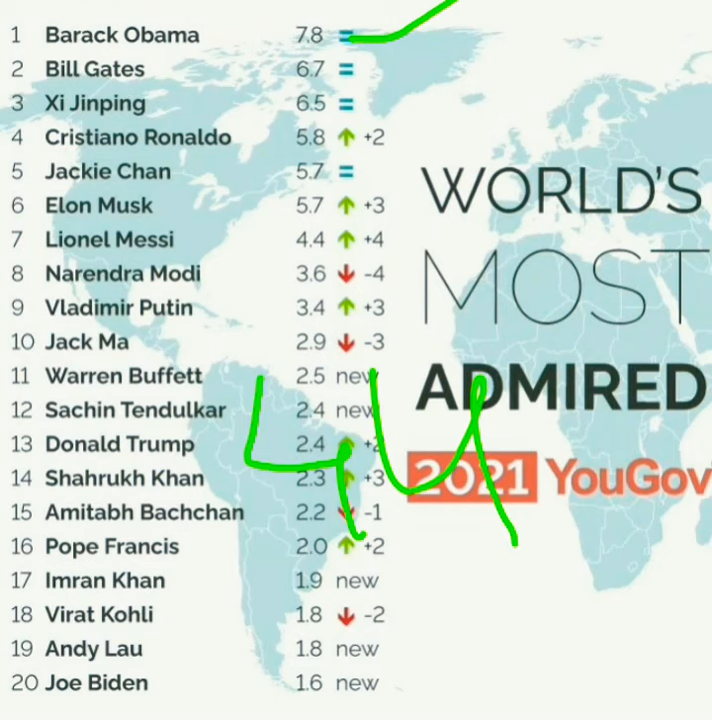 1 Barack Obama 7.8 =
2 Bill Gates 6.7 =
3 Xi Jinping 6.5 =
4 Cristiano Ronaldo 5.8 ↑ +2
5 Jackie Chan 5.7 =
6 Elon Musk 5.7 ↑ +3
7 Lionel Messi 4.4 ↑ +4
8 Narendra Modi 3.6 ↓ -4
9 Vladimir Putin 3.4 ↑ +3
10 Jack Ma 2.9 ↓ -3
11 Warren Buffett 2.5 new
12 Sachin Tendulkar 2.4 new
13 Donald Trump 2.4 ↑ +2
14 Shahrukh Khan 2.3 ↑ +3
15 Amitabh Bachchan 2.2 ↓ -1
16 Pope Francis 2.0 ↑ +2
17 Imran Khan 1.9 new
18 Virat Kohli 1.8 ↓ -2
19 Andy Lau 1.8 new
20 Joe Biden 1.6 new
WORLD'S
MOST
ADMIRED
2021 YouGov
4U